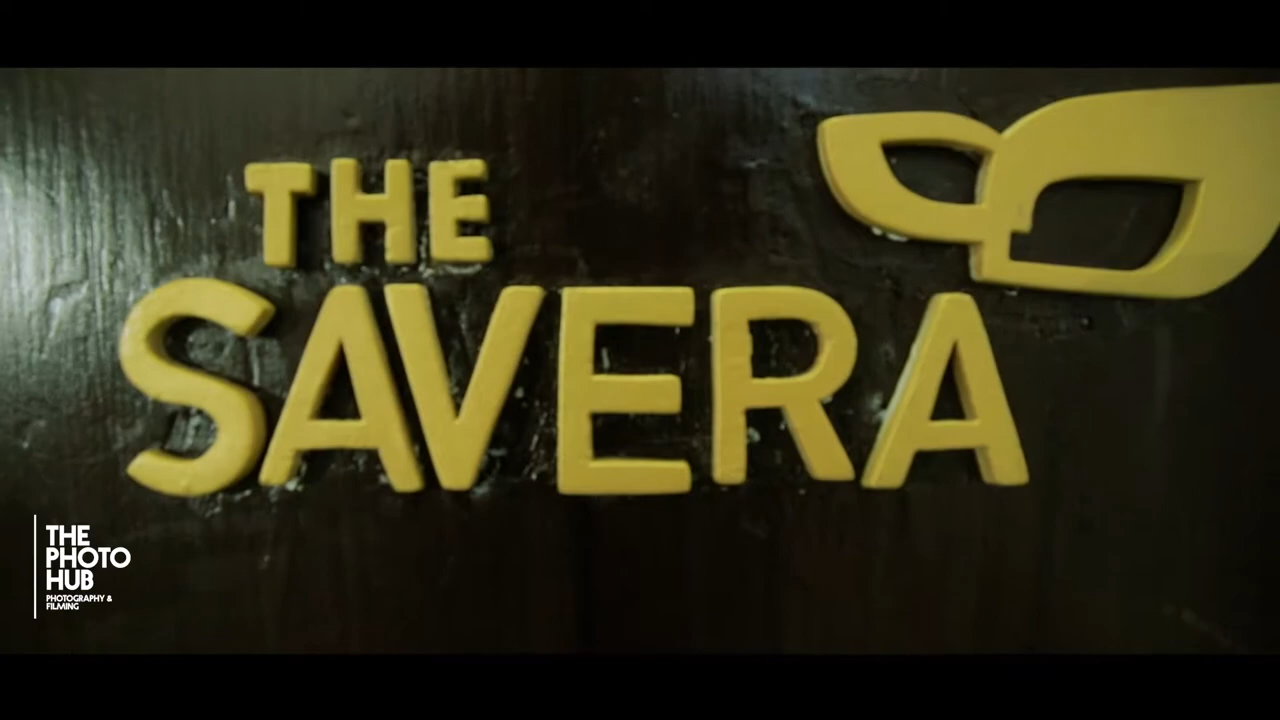 THE
SAVERA
THE
PHOTO
HUB
PHOTOGRAPHY &
FILMING